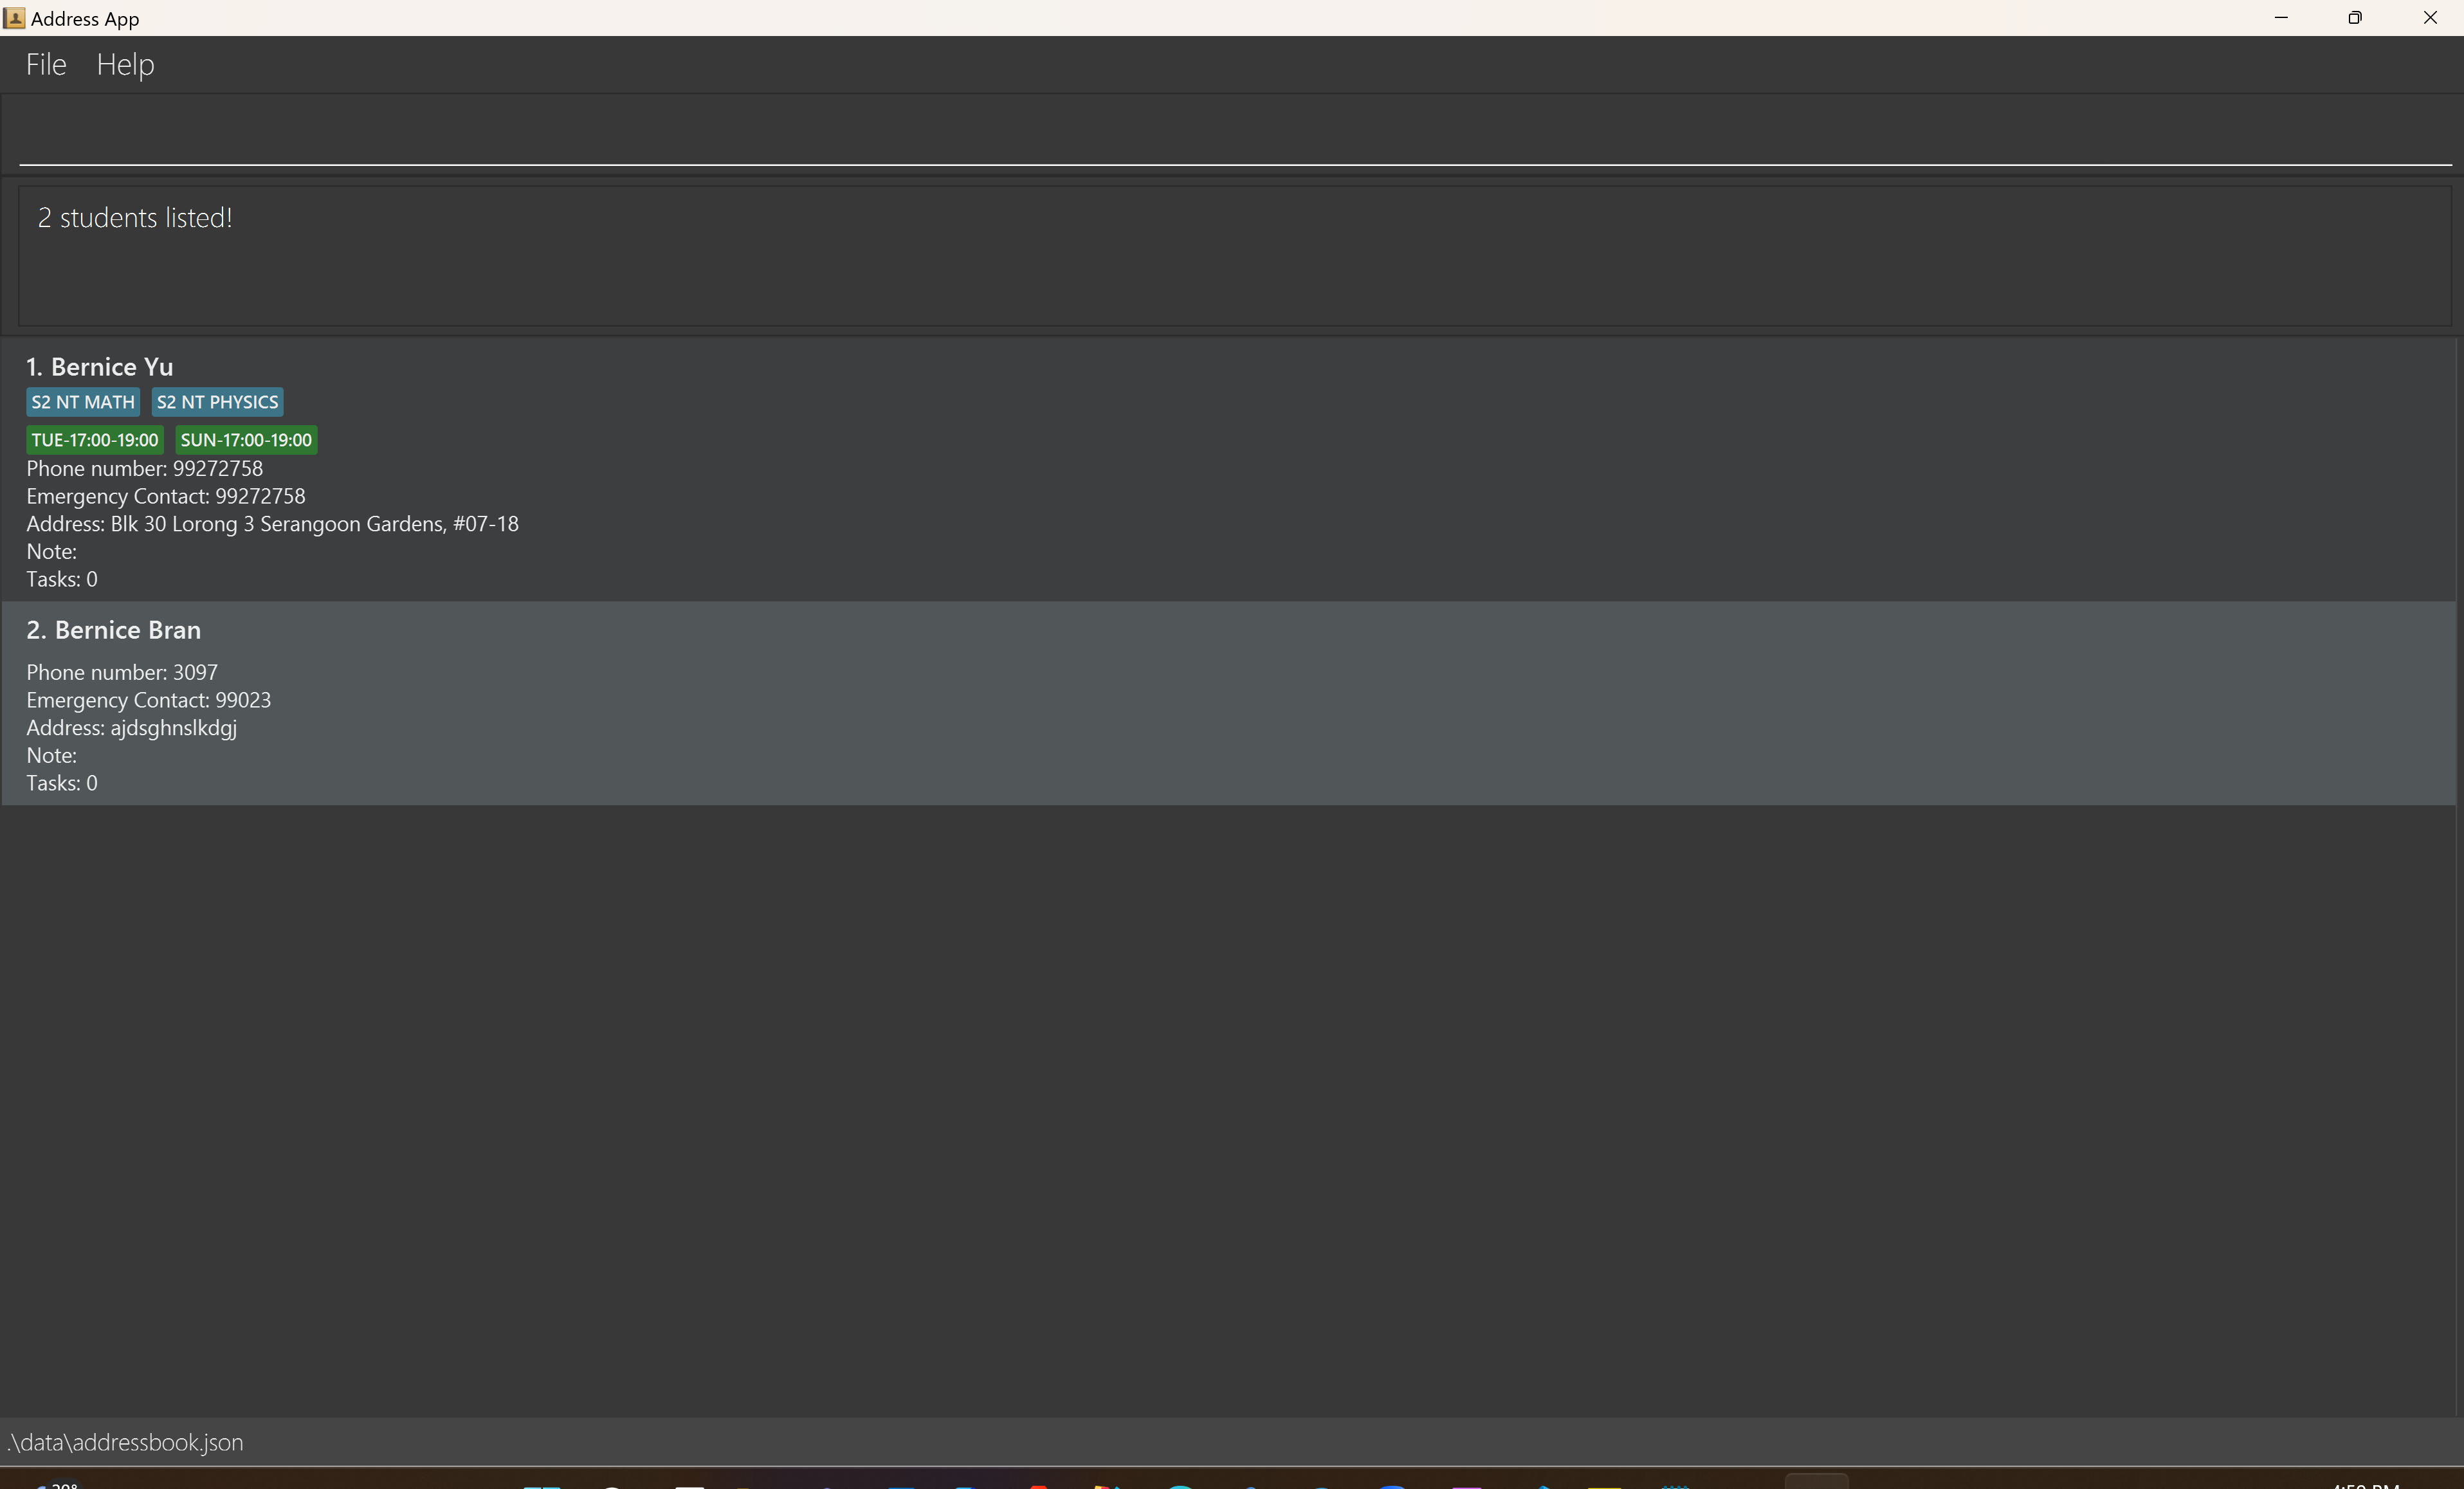 Address App
File Help
2 students listed!
1. Bernice Yu
S2 NT MATH S2 NT PHYSICS
TUE-17:00-19:00 SUN-17:00-19:00
Phone number: 99272758
Emergency Contact: 99272758
Address: Blk 30 Lorong 3 Serangoon Gardens, #07-18
Note:
Tasks: 0
2. Bernice Bran
Phone number: 3097
Emergency Contact: 99023
Address: ajdsghnslkdgj
Note:
Tasks: 0
.\data\addressbook.json